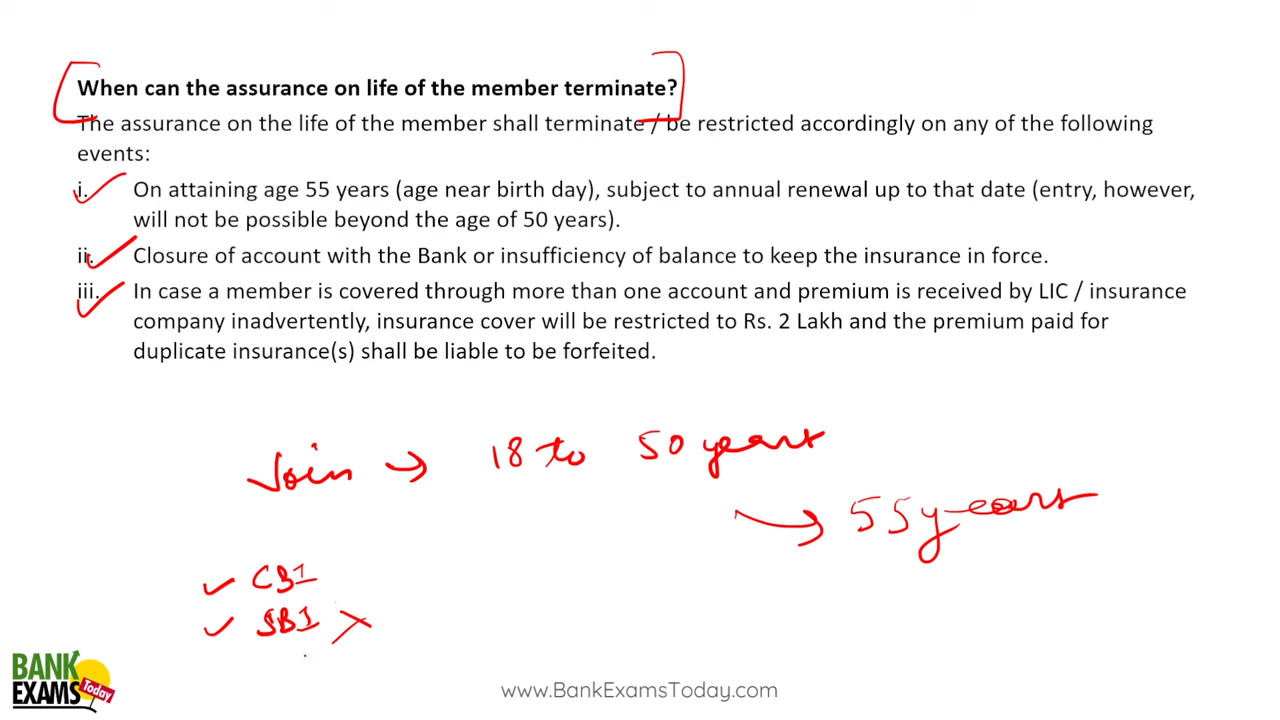 When can the assurance on life of the member terminate?
The assurance on the life of the member shall terminate / be restricted accordingly on any of the following
events:
i. On attaining age 55 years (age near birth day), subject to annual renewal up to that date (entry, however,
will not be possible beyond the age of 50 years).
ii. Closure of account with the Bank or insufficiency of balance to keep the insurance in force.
iii. In case a member is covered through more than one account and premium is received by LIC / insurance
company inadvertently, insurance cover will be restricted to Rs. 2 Lakh and the premium paid for
duplicate insurance(s) shall be liable to be forfeited.
Join → 18 to 50 years
→ 55 years
✓ CBI
✓ SBI ✗
BANK
EXAMS Today
www.BankExamsToday.com